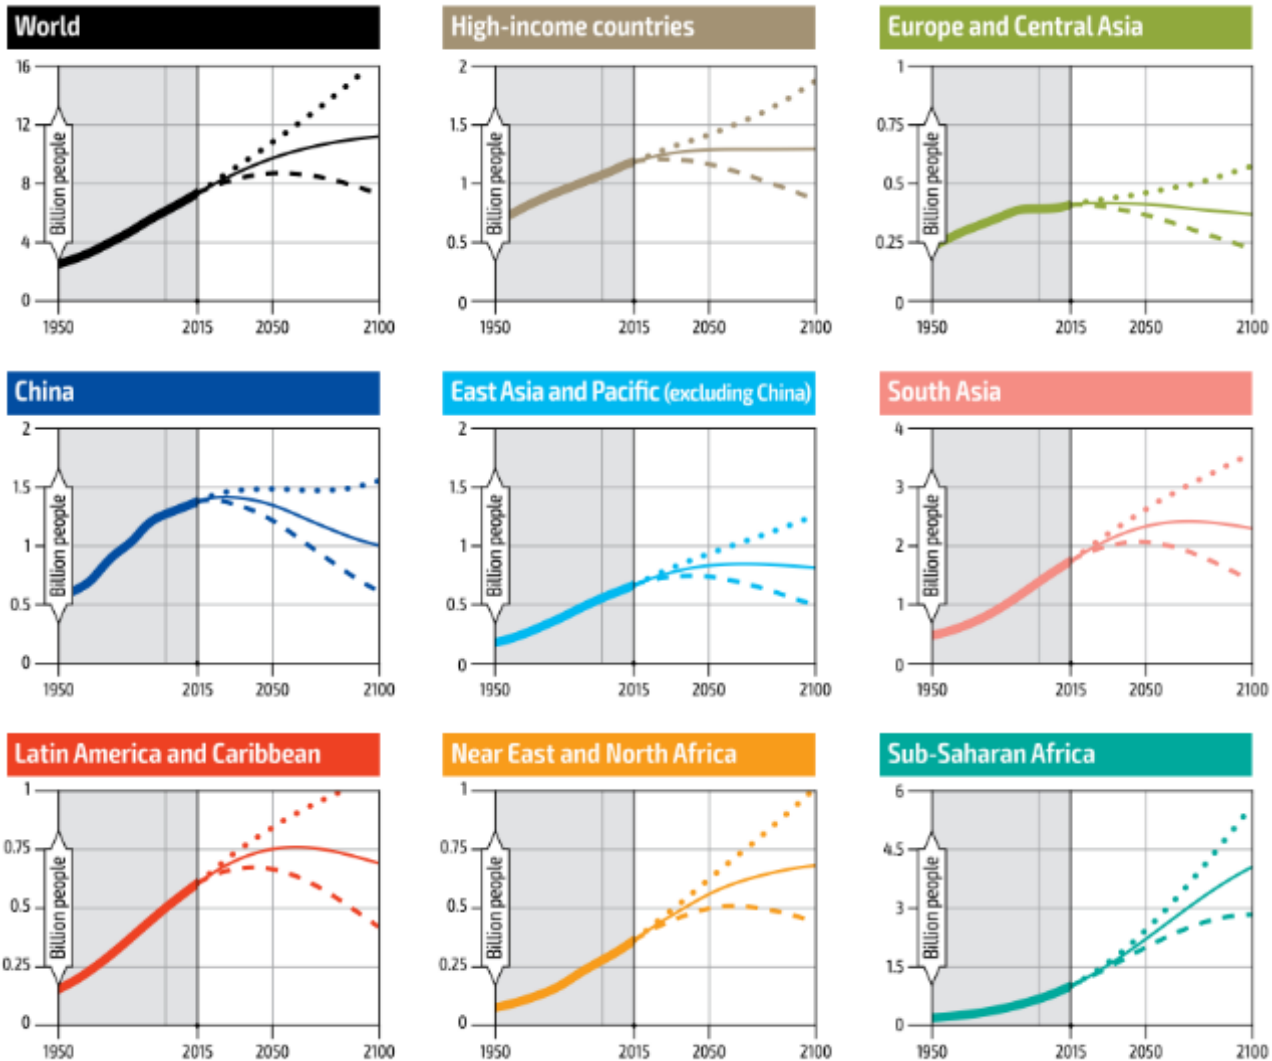 World
High-income countries
Europe and Central Asia
16
12
8
4
0
Billion people
1950 2015 2050 2100
2
1.5
1
0.5
0
Billion people
1950 2015 2050 2100
1
0.75
0.5
0.25
0
Billion people
1950 2015 2050 2100
China
East Asia and Pacific (excluding China)
South Asia
2
1.5
1
0.5
0
Billion people
1950 2015 2050 2100
2
1.5
1
0.5
0
Billion people
1950 2015 2050 2100
4
3
2
1
0
Billion people
1950 2015 2050 2100
Latin America and Caribbean
Near East and North Africa
Sub-Saharan Africa
1
0.75
0.5
0.25
0
Billion people
1950 2015 2050 2100
1
0.75
0.5
0.25
0
Billion people
1950 2015 2050 2100
6
4.5
3
1.5
0
Billion people
1950 2015 2050 2100